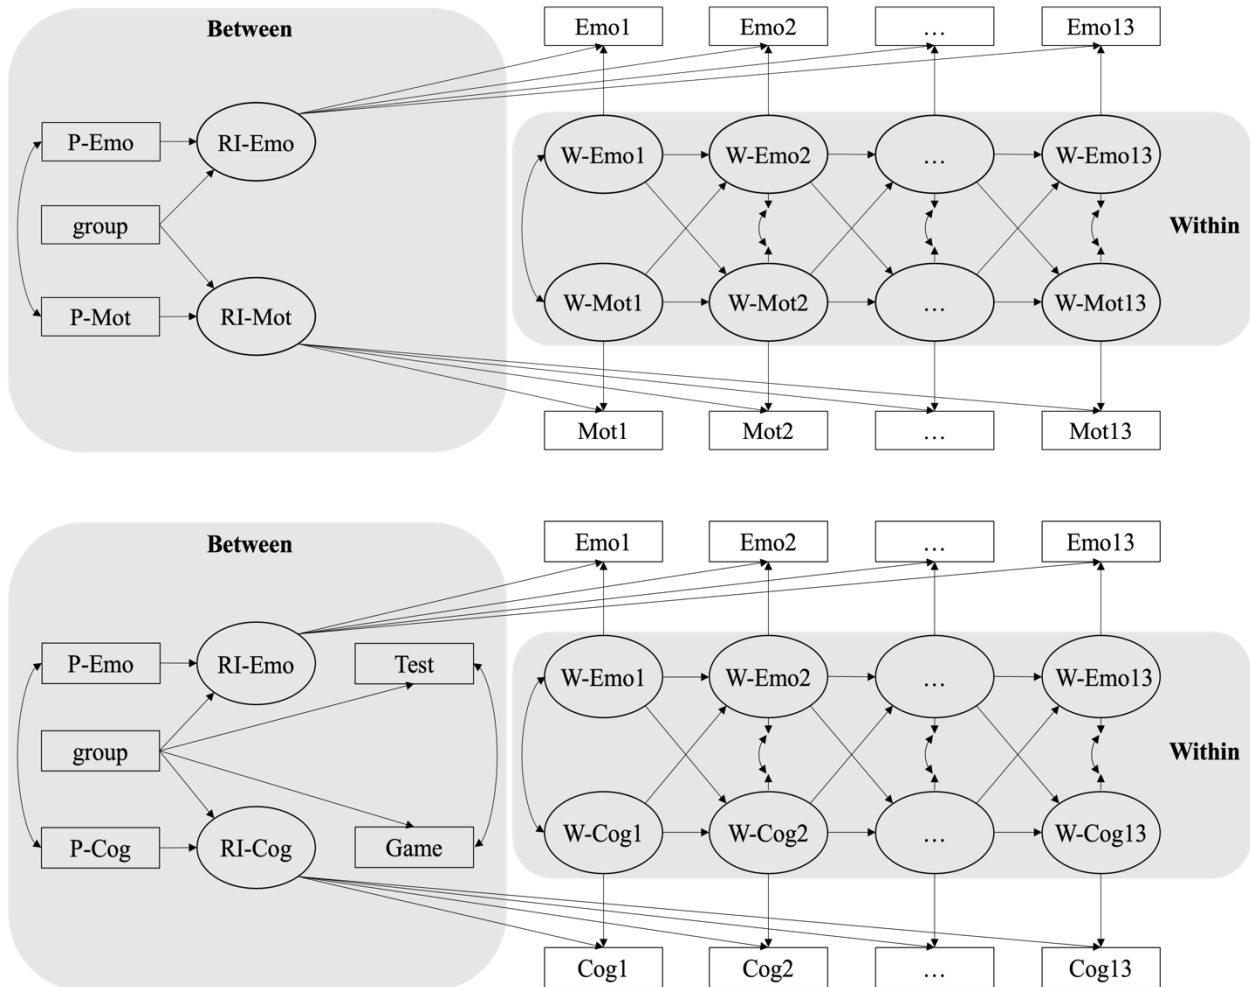 Between
Emo1
Emo2
…
Emo13
P-Emo
RI-Emo
group
P-Mot
RI-Mot
W-Emo1
W-Emo2
…
W-Emo13
Within
W-Mot1
W-Mot2
…
W-Mot13
Mot1
Mot2
…
Mot13
Between
Emo1
Emo2
…
Emo13
P-Emo
RI-Emo
Test
group
P-Cog
RI-Cog
Game
W-Emo1
W-Emo2
…
W-Emo13
Within
W-Cog1
W-Cog2
…
W-Cog13
Cog1
Cog2
…
Cog13